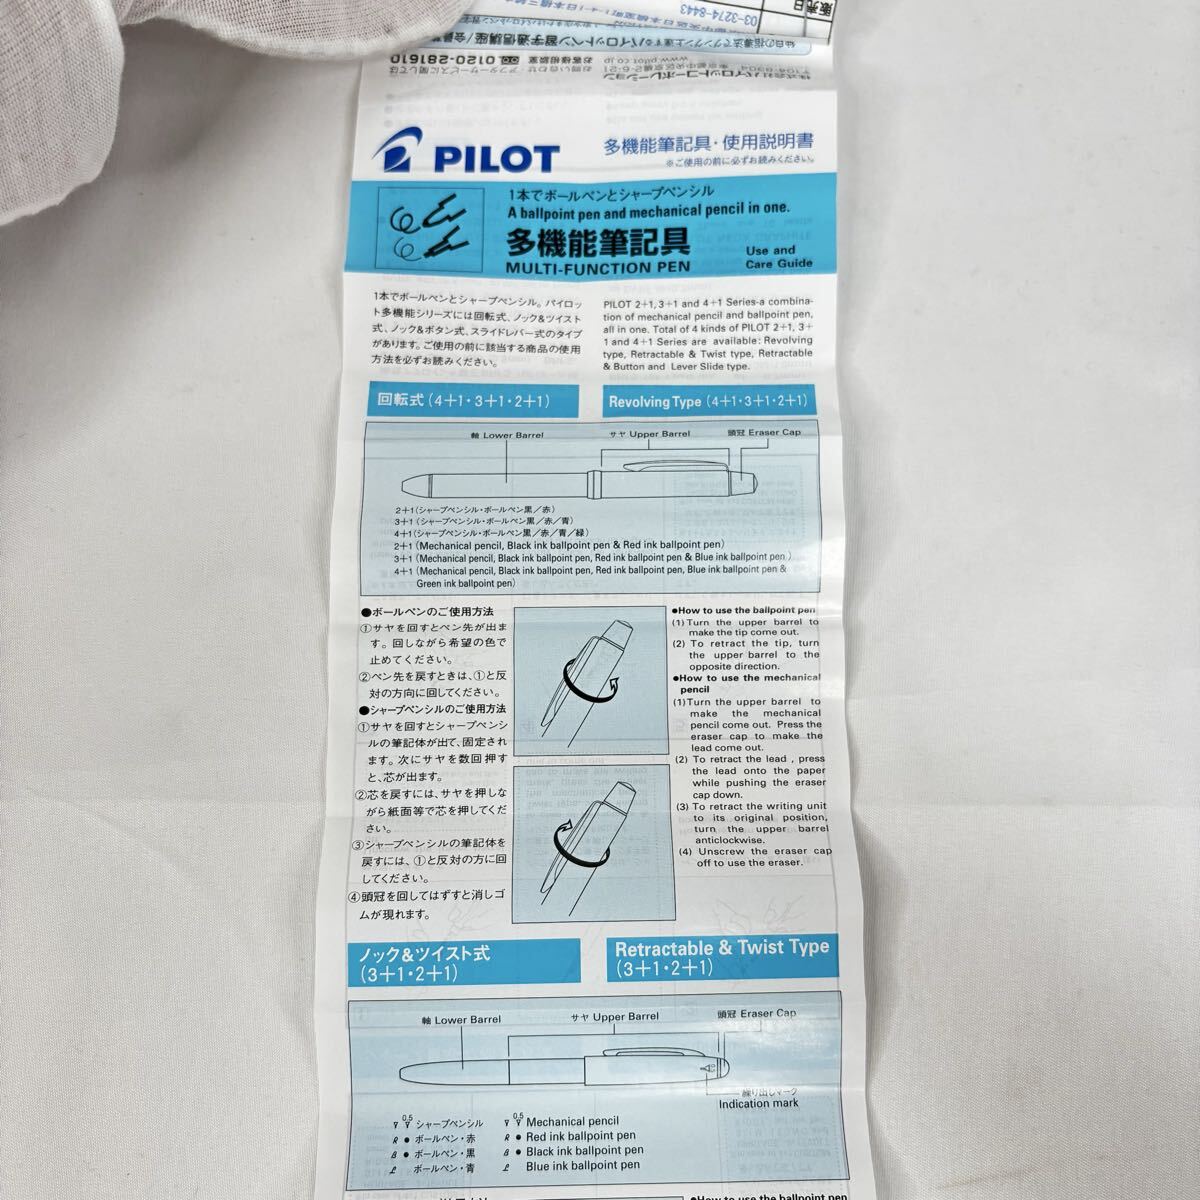 03-3274-8443
販売日
0120-281610
www.pilot.co.jp
株式会社パイロットコーポレーション
PILOT
多機能筆記具・使用説明書
※ご使用の前に必ずお読みください。
1本でボールペンとシャープペンシル
A ballpoint pen and mechanical pencil in one.
多機能筆記具
MULTI-FUNCTION PEN
Use and
Care Guide
1本でボールペンとシャープペンシル。パイロッ
ト多機能シリーズには回転式、ノック&ツイスト
式、ノック&ボタン式、スライドレバー式のタイプ
があります。ご使用の前に該当する商品の使用
方法を必ずお読みください。
PILOT 2+1, 3+1 and 4+1 Series-a combina-
tion of mechanical pencil and ballpoint pen,
all in one. Total of 4 kinds of PILOT 2+1, 3+
1 and 4+1 Series are available: Revolving
type, Retractable & Twist type, Retractable
& Button and Lever Slide type.
回転式(4+1・3+1・2+1)
Revolving Type (4+1・3+1・2+1)
軸 Lower Barrel
サヤ Upper Barrel
頭冠 Eraser Cap
2+1(シャープペンシル・ボールペン黒/赤)
3+1(シャープペンシル・ボールペン黒/赤/青)
4+1(シャープペンシル・ボールペン黒/赤/青/緑)
2+1 (Mechanical pencil, Black ink ballpoint pen & Red ink ballpoint pen)
3+1 (Mechanical pencil, Black ink ballpoint pen, Red ink ballpoint pen & Blue ink ballpoint pen )
4+1 (Mechanical pencil, Black ink ballpoint pen, Red ink ballpoint pen, Blue ink ballpoint pen &
Green ink ballpoint pen)
●ボールペンのご使用方法
①サヤを回すとペン先が出ま
す。回しながら希望の色で
止めてください。
②ペン先を戻すときは、①と反
対の方向に回してください。
●シャープペンシルのご使用方法
①サヤを回すとシャープペンシ
ルの筆記体が出て、固定され
ます。次にサヤを数回押す
と、芯が出ます。
②芯を戻すには、サヤを押しな
がら紙面等で芯を押してくだ
さい。
③シャープペンシルの筆記体を
戻すには、①と反対の方に回
してください。
④頭冠を回してはずすと消しゴ
ムが現れます。
●How to use the ballpoint pen
(1) Turn the upper barrel to
make the tip come out.
(2) To retract the tip, turn
the upper barrel to the
opposite direction.
●How to use the mechanical
pencil
(1) Turn the upper barrel to
make the mechanical
pencil come out. Press the
eraser cap to make the
lead come out.
(2) To retract the lead , press
the lead onto the paper
while pushing the eraser
cap down.
(3) To retract the writing unit
to its original position,
turn the upper barrel
anticlockwise.
(4) Unscrew the eraser cap
off to use the eraser.
ノック&ツイスト式
(3+1・2+1)
Retractable & Twist Type
(3+1・2+1)
軸 Lower Barrel
サヤ Upper Barrel
頭冠 Eraser Cap
繰り出しマーク
Indication mark
0.5 シャープペンシル
R ● ボールペン・赤
B ● ボールペン・黒
L ボールペン・青
0.5 Mechanical pencil
R ● Red ink ballpoint pen
B ● Black ink ballpoint pen
L Blue ink ballpoint pen
●How to use the ballpoint pen